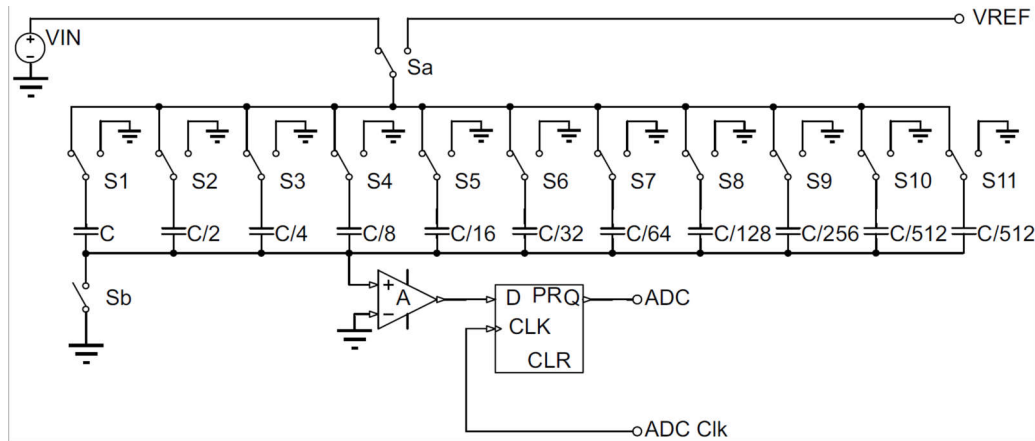 VIN
VREF
Sa
S1 S2 S3 S4 S5 S6 S7 S8 S9 S10 S11
C C/2 C/4 C/8 C/16 C/32 C/64 C/128 C/256 C/512 C/512
Sb
+
A
−
D PRQ
CLK
CLR
ADC
ADC Clk